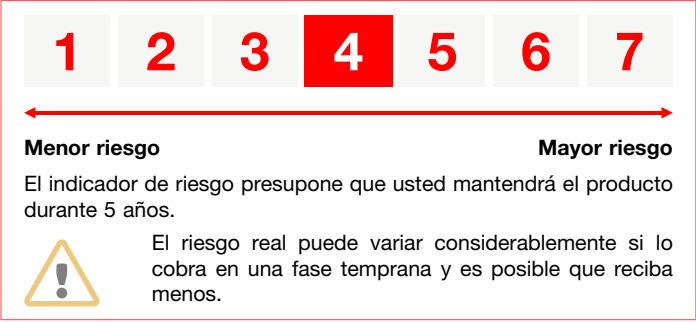 1 2 3 4 5 6 7
Menor riesgo Mayor riesgo
El indicador de riesgo presupone que usted mantendrá el producto
durante 5 años.
El riesgo real puede variar considerablemente si lo
cobra en una fase temprana y es posible que reciba
menos.